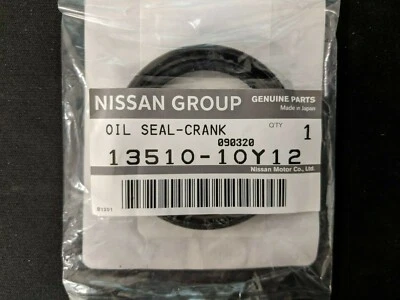 NISSAN GROUP GENUINE PARTS
Made in Japan
OIL SEAL-CRANK QTY 1
090320
13510-10Y12
Nissan Motor Co., Ltd.
B1201